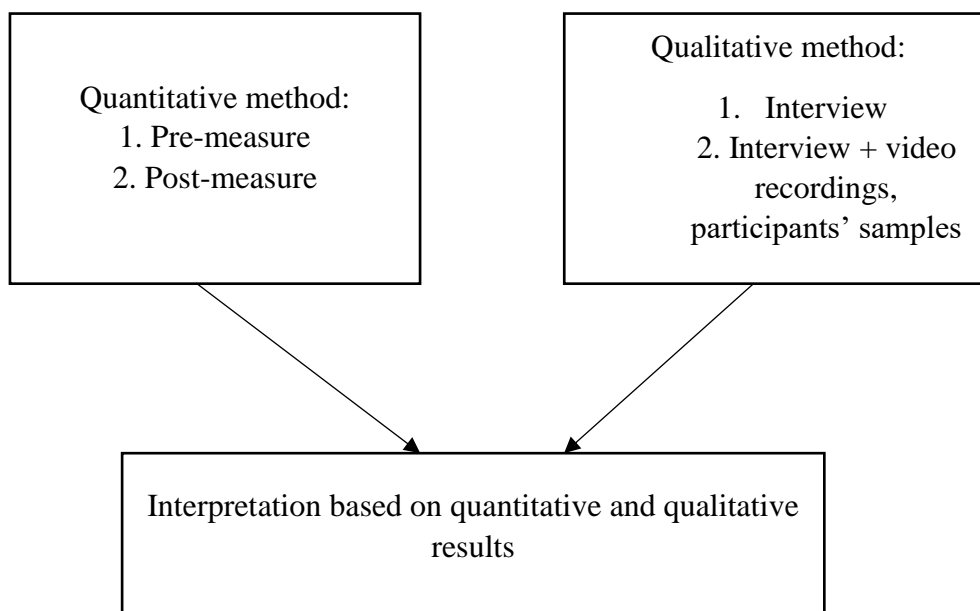 Quantitative method:
1. Pre-measure
2. Post-measure
Qualitative method:
1. Interview
2. Interview + video
recordings,
participants’ samples
Interpretation based on quantitative and qualitative
results